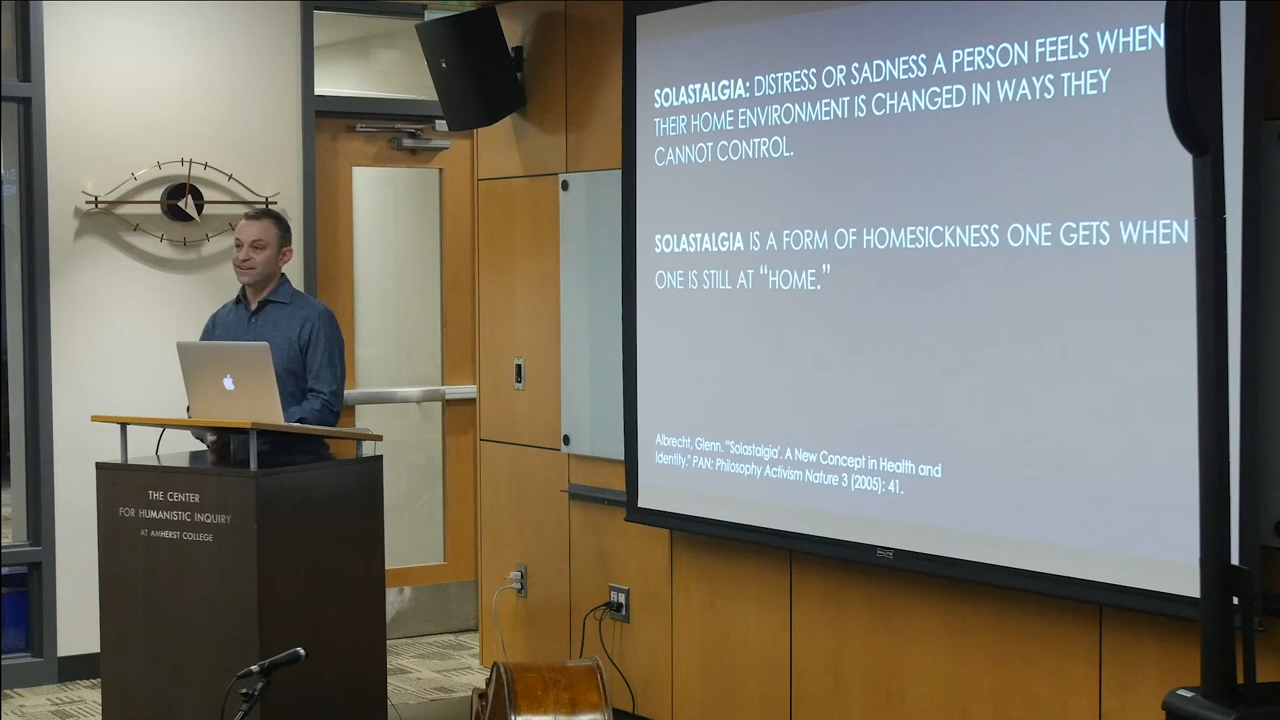 SOLASTALGIA: DISTRESS OR SADNESS A PERSON FEELS WHEN
THEIR HOME ENVIRONMENT IS CHANGED IN WAYS THEY
CANNOT CONTROL.
SOLASTALGIA IS A FORM OF HOMESICKNESS ONE GETS WHEN
ONE IS STILL AT “HOME.”
Albrecht, Glenn. "'Solastalgia'. A New Concept in Health and
Identity." PAN: Philosophy Activism Nature 3 (2005): 41.
THE CENTER
FOR HUMANISTIC INQUIRY
AT AMHERST COLLEGE